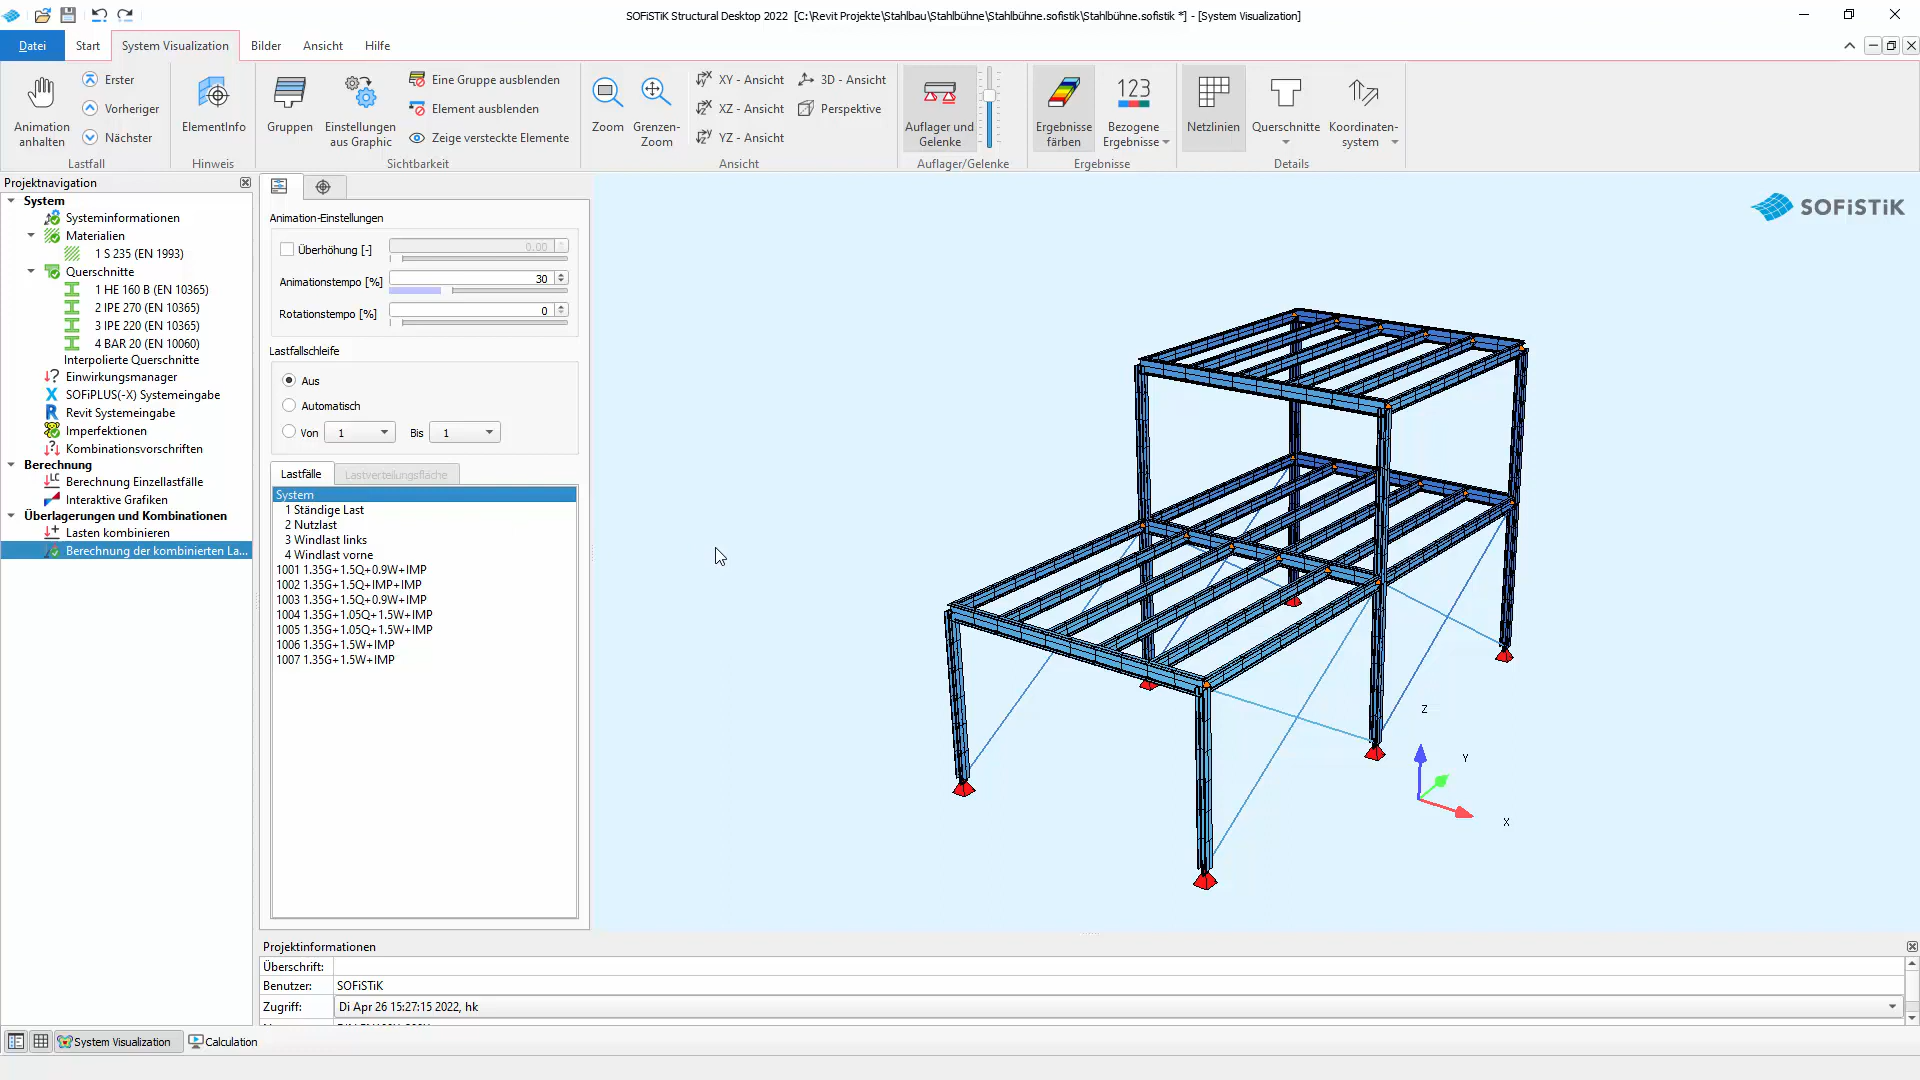 SOFiSTiK Structural Desktop 2022 [C:\Revit Projekte\Stahlbau\Stahlbühne\Stahlbühne.sofistik\Stahlbühne.sofistik *] - [System Visualization]
Datei Start System Visualization Bilder Ansicht Hilfe
Animation anhalten
Erster
Vorheriger
Nächster
Lastfall
ElementInfo
Hinweis
Gruppen
Einstellungen aus Graphic
Eine Gruppe ausblenden
Element ausblenden
Zeige versteckte Elemente
Sichtbarkeit
Zoom
Grenzen-Zoom
XY - Ansicht
XZ - Ansicht
YZ - Ansicht
3D - Ansicht
Perspektive
Ansicht
Auflager und Gelenke
Auflager/Gelenke
Ergebnisse färben
123
Bezogene Ergebnisse
Ergebnisse
Netzlinien
Querschnitte
Koordinaten-system
Details
Projektnavigation
System
Systeminformationen
Materialien
1 S 235 (EN 1993)
Querschnitte
1 HE 160 B (EN 10365)
2 IPE 270 (EN 10365)
3 IPE 220 (EN 10365)
4 BAR 20 (EN 10060)
Interpolierte Querschnitte
Einwirkungsmanager
SOFiPLUS(-X) Systemeingabe
Revit Systemeingabe
Imperfektionen
Kombinationsvorschriften
Berechnung
Berechnung Einzellastfälle
Interaktive Grafiken
Überlagerungen und Kombinationen
Lasten kombinieren
Berechnung der kombinierten La...
Animation-Einstellungen
Überhöhung [-] 0.00
Animationstempo [%] 30
Rotationstempo [%] 0
Lastfallschleife
Aus
Automatisch
Von 1 Bis 1
Lastfälle Lastverteilungsfläche
System
1 Ständige Last
2 Nutzlast
3 Windlast links
4 Windlast vorne
1001 1.35G+1.5Q+0.9W+IMP
1002 1.35G+1.5Q+IMP+IMP
1003 1.35G+1.5Q+0.9W+IMP
1004 1.35G+1.05Q+1.5W+IMP
1005 1.35G+1.05Q+1.5W+IMP
1006 1.35G+1.5W+IMP
1007 1.35G+1.5W+IMP
SOFiSTiK
Z
Y
X
Projektinformationen
Überschrift:
Benutzer: SOFiSTiK
Zugriff: Di Apr 26 15:27:15 2022, hk
System Visualization Calculation